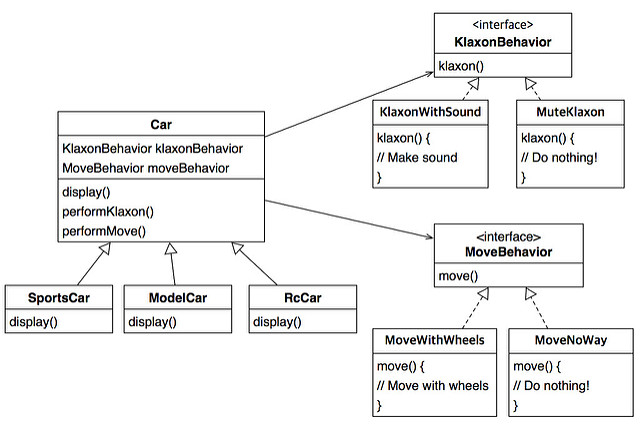 <interface>
KlaxonBehavior
klaxon()
KlaxonWithSound
klaxon() {
// Make sound
}
MuteKlaxon
klaxon() {
// Do nothing!
}
Car
KlaxonBehavior klaxonBehavior
MoveBehavior moveBehavior
display()
performKlaxon()
performMove()
SportsCar
display()
ModelCar
display()
RcCar
display()
<interface>
MoveBehavior
move()
MoveWithWheels
move() {
// Move with wheels
}
MoveNoWay
move() {
// Do nothing!
}